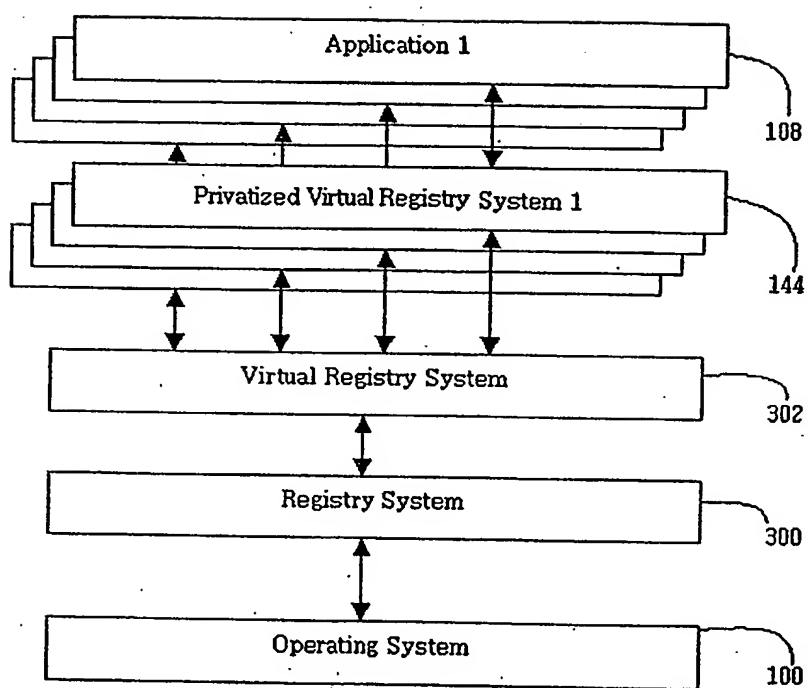 Application 1
108
Privatized Virtual Registry System 1
144
Virtual Registry System
302
Registry System
300
Operating System
100